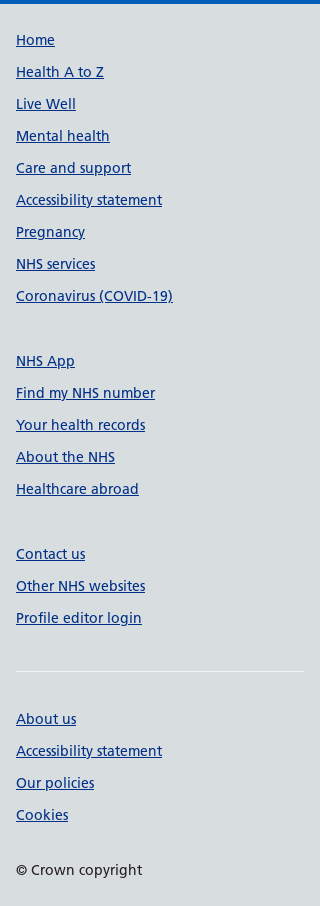 Home
Health A to Z
Live Well
Mental health
Care and support
Accessibility statement
Pregnancy
NHS services
Coronavirus (COVID-19)
NHS App
Find my NHS number
Your health records
About the NHS
Healthcare abroad
Contact us
Other NHS websites
Profile editor login
About us
Accessibility statement
Our policies
Cookies
© Crown copyright